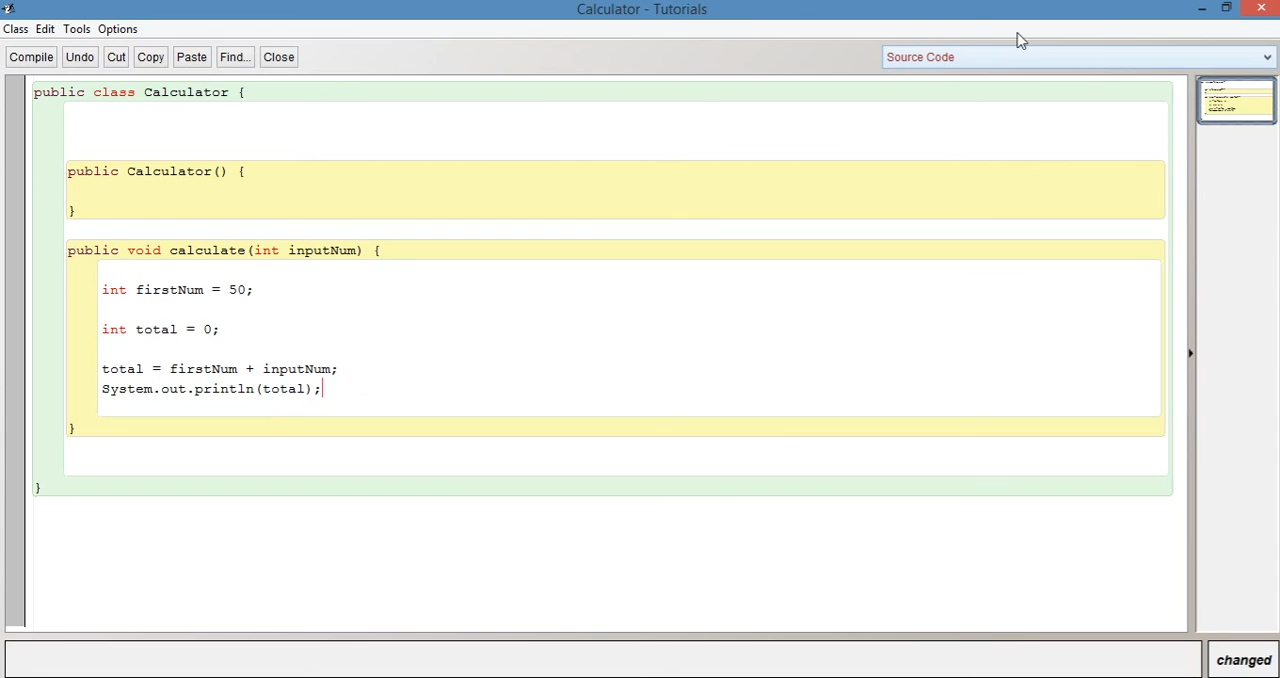 Calculator - Tutorials
Class Edit Tools Options
Compile Undo Cut Copy Paste Find... Close Source Code
public class Calculator {
public Calculator() {
}
public void calculate(int inputNum) {
int firstNum = 50;
int total = 0;
total = firstNum + inputNum;
System.out.println(total);
}
}
changed